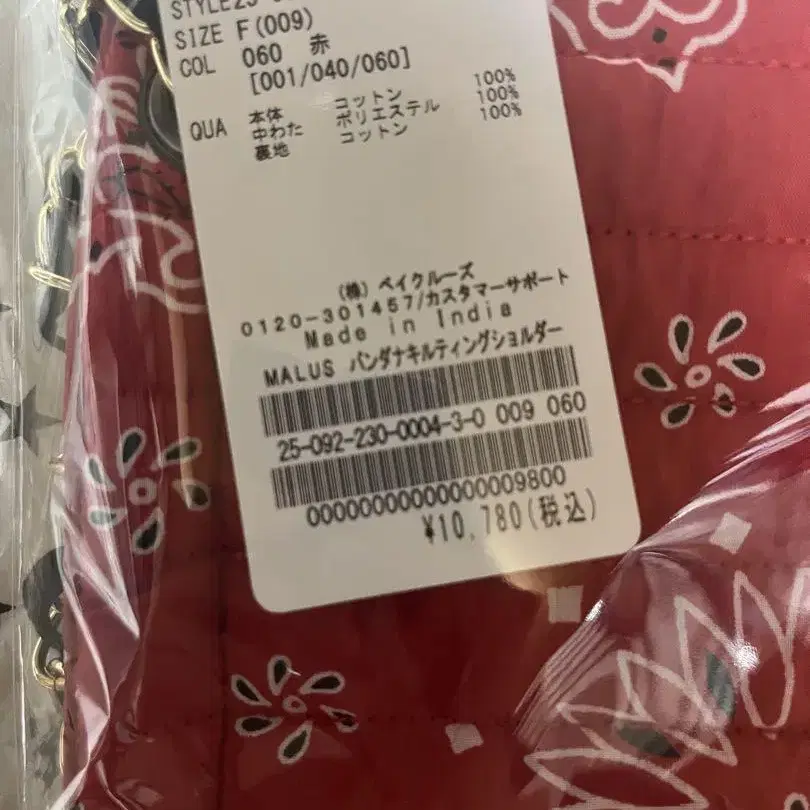 STYLE25
SIZE F(009)
COL 060 赤
[001/040/060]
QUA 本体 コットン 100%
中わた ポリエステル 100%
裏地 コットン 100%
(株) ベイクルーズ
0120-301457/カスタマーサポート
Made in India
MALUS バンダナキルティングショルダー
25-092-230-0004-3-0 009 060
00000000000000009800
¥10,780(税込)